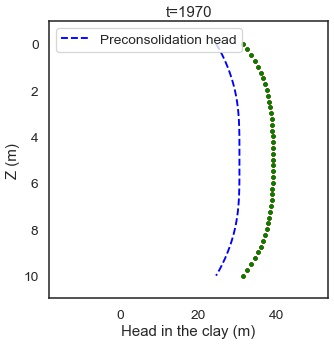 t=1970
Preconsolidation head
0
2
4
6
8
10
Z (m)
0
20
40
Head in the clay (m)